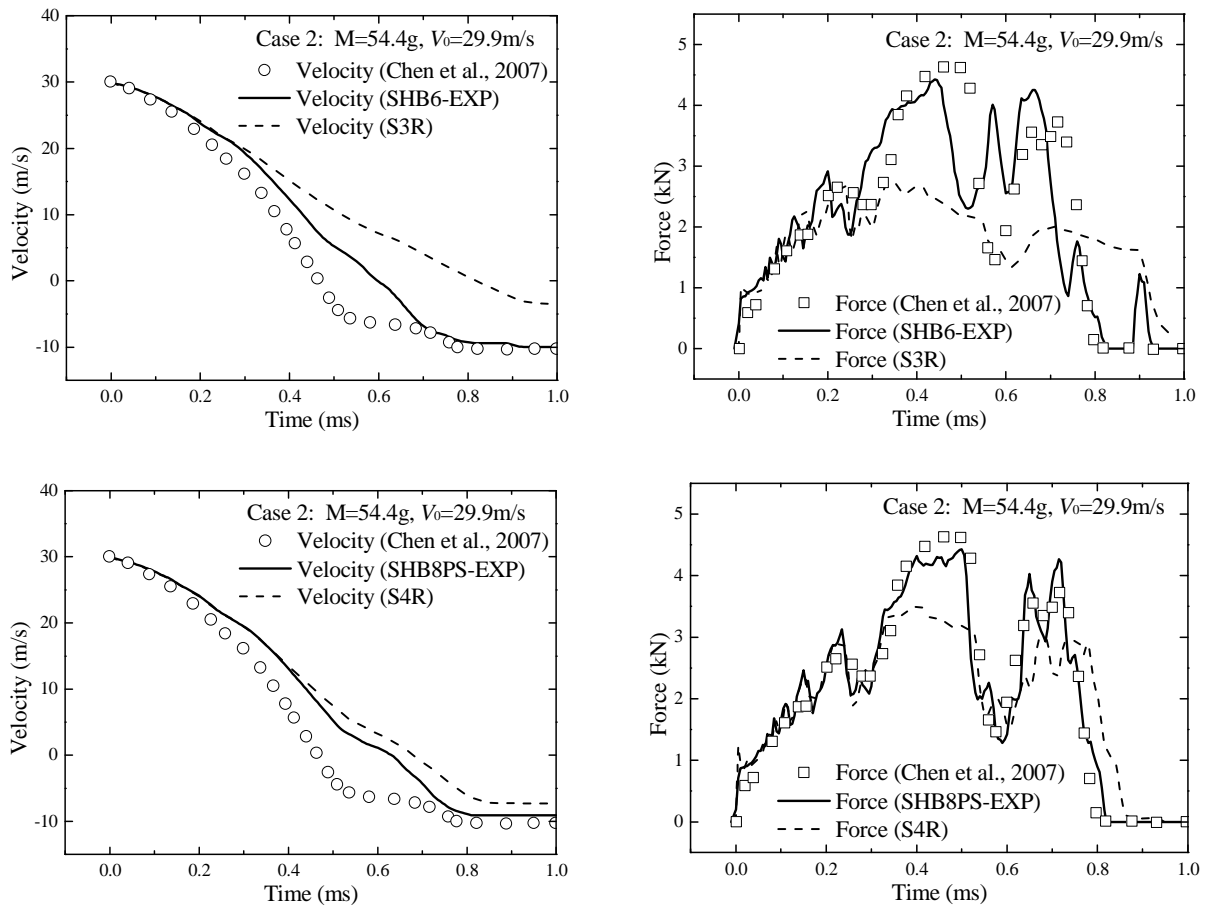 Case 2: M=54.4g, V0=29.9m/s
Velocity (Chen et al., 2007)
Velocity (SHB6-EXP)
Velocity (S3R)
40
30
20
10
0
-10
Velocity (m/s)
0.0 0.2 0.4 0.6 0.8 1.0
Time (ms)
Case 2: M=54.4g, V0=29.9m/s
5
4
3
2
1
0
Force (kN)
Force (Chen et al., 2007)
Force (SHB6-EXP)
Force (S3R)
0.0 0.2 0.4 0.6 0.8 1.0
Time (ms)
Case 2: M=54.4g, V0=29.9m/s
Velocity (Chen et al., 2007)
Velocity (SHB8PS-EXP)
Velocity (S4R)
40
30
20
10
0
-10
Velocity (m/s)
0.0 0.2 0.4 0.6 0.8 1.0
Time (ms)
Case 2: M=54.4g, V0=29.9m/s
5
4
3
2
1
0
Force (kN)
Force (Chen et al., 2007)
Force (SHB8PS-EXP)
Force (S4R)
0.0 0.2 0.4 0.6 0.8 1.0
Time (ms)